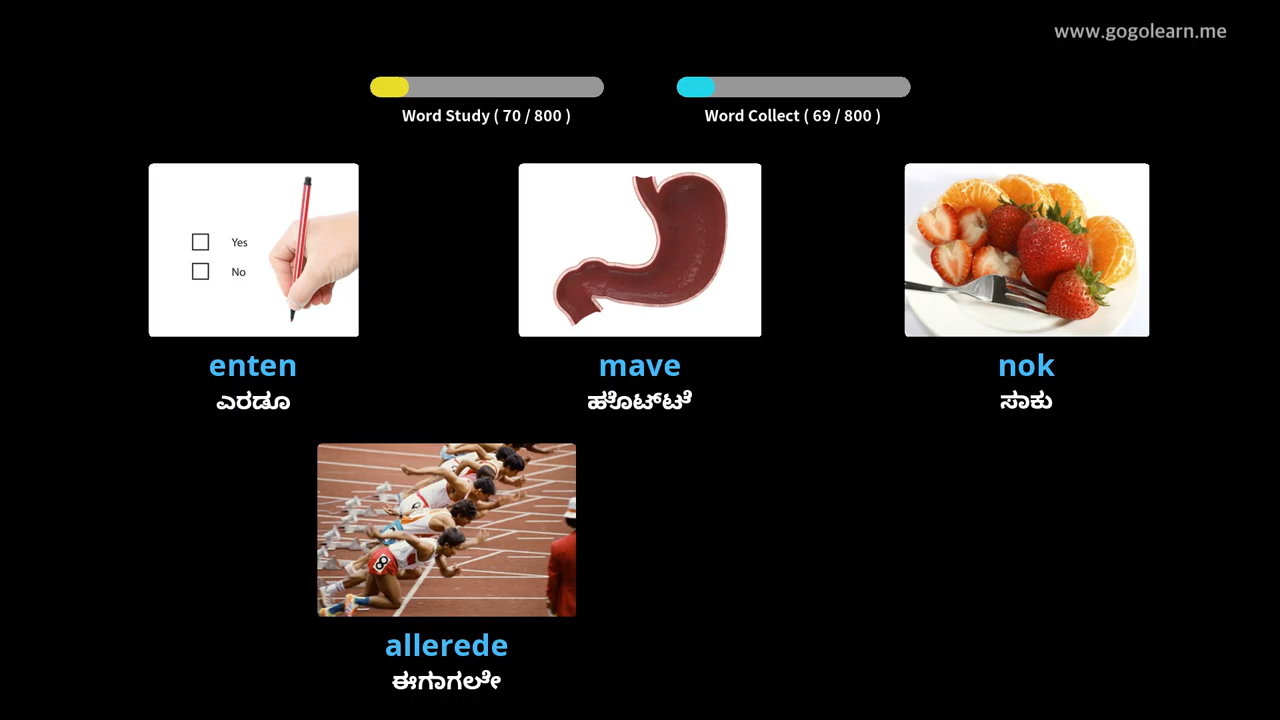 www.gogolearn.me
Word Study ( 70 / 800 )
Word Collect ( 69 / 800 )
Yes
No
enten
mave
nok
ಎರಡೂ
ಹೊಟ್ಟೆ
ಸಾಕು
8
allerede
ಈಗಾಗಲೇ